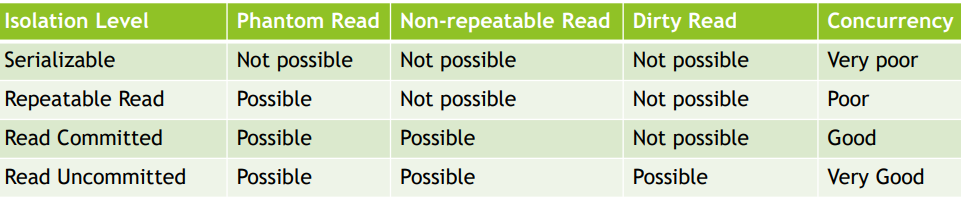 Isolation Level Phantom Read Non-repeatable Read Dirty Read Concurrency
Serializable Not possible Not possible Not possible Very poor
Repeatable Read Possible Not possible Not possible Poor
Read Committed Possible Possible Not possible Good
Read Uncommitted Possible Possible Possible Very Good